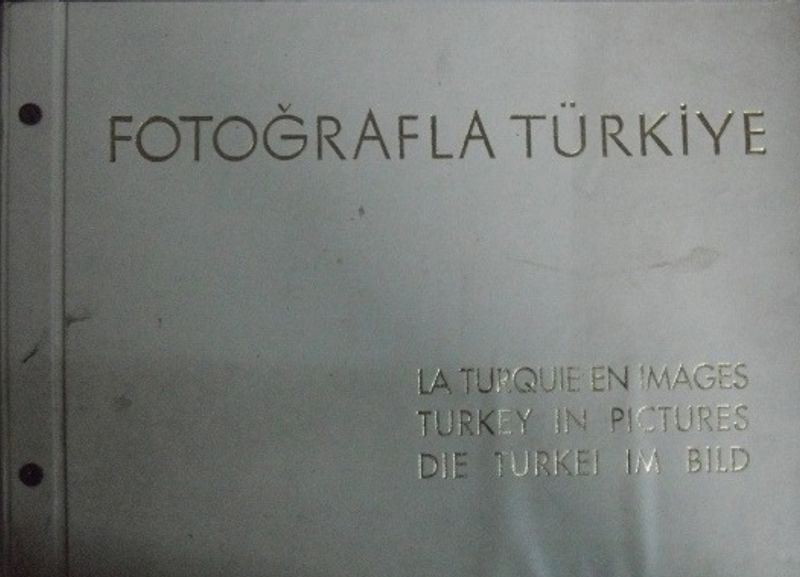 FOTOĞRAFLA TÜRKİYE
LA TURQUIE EN IMAGES
TURKEY IN PICTURES
DIE TURKEI IM BILD